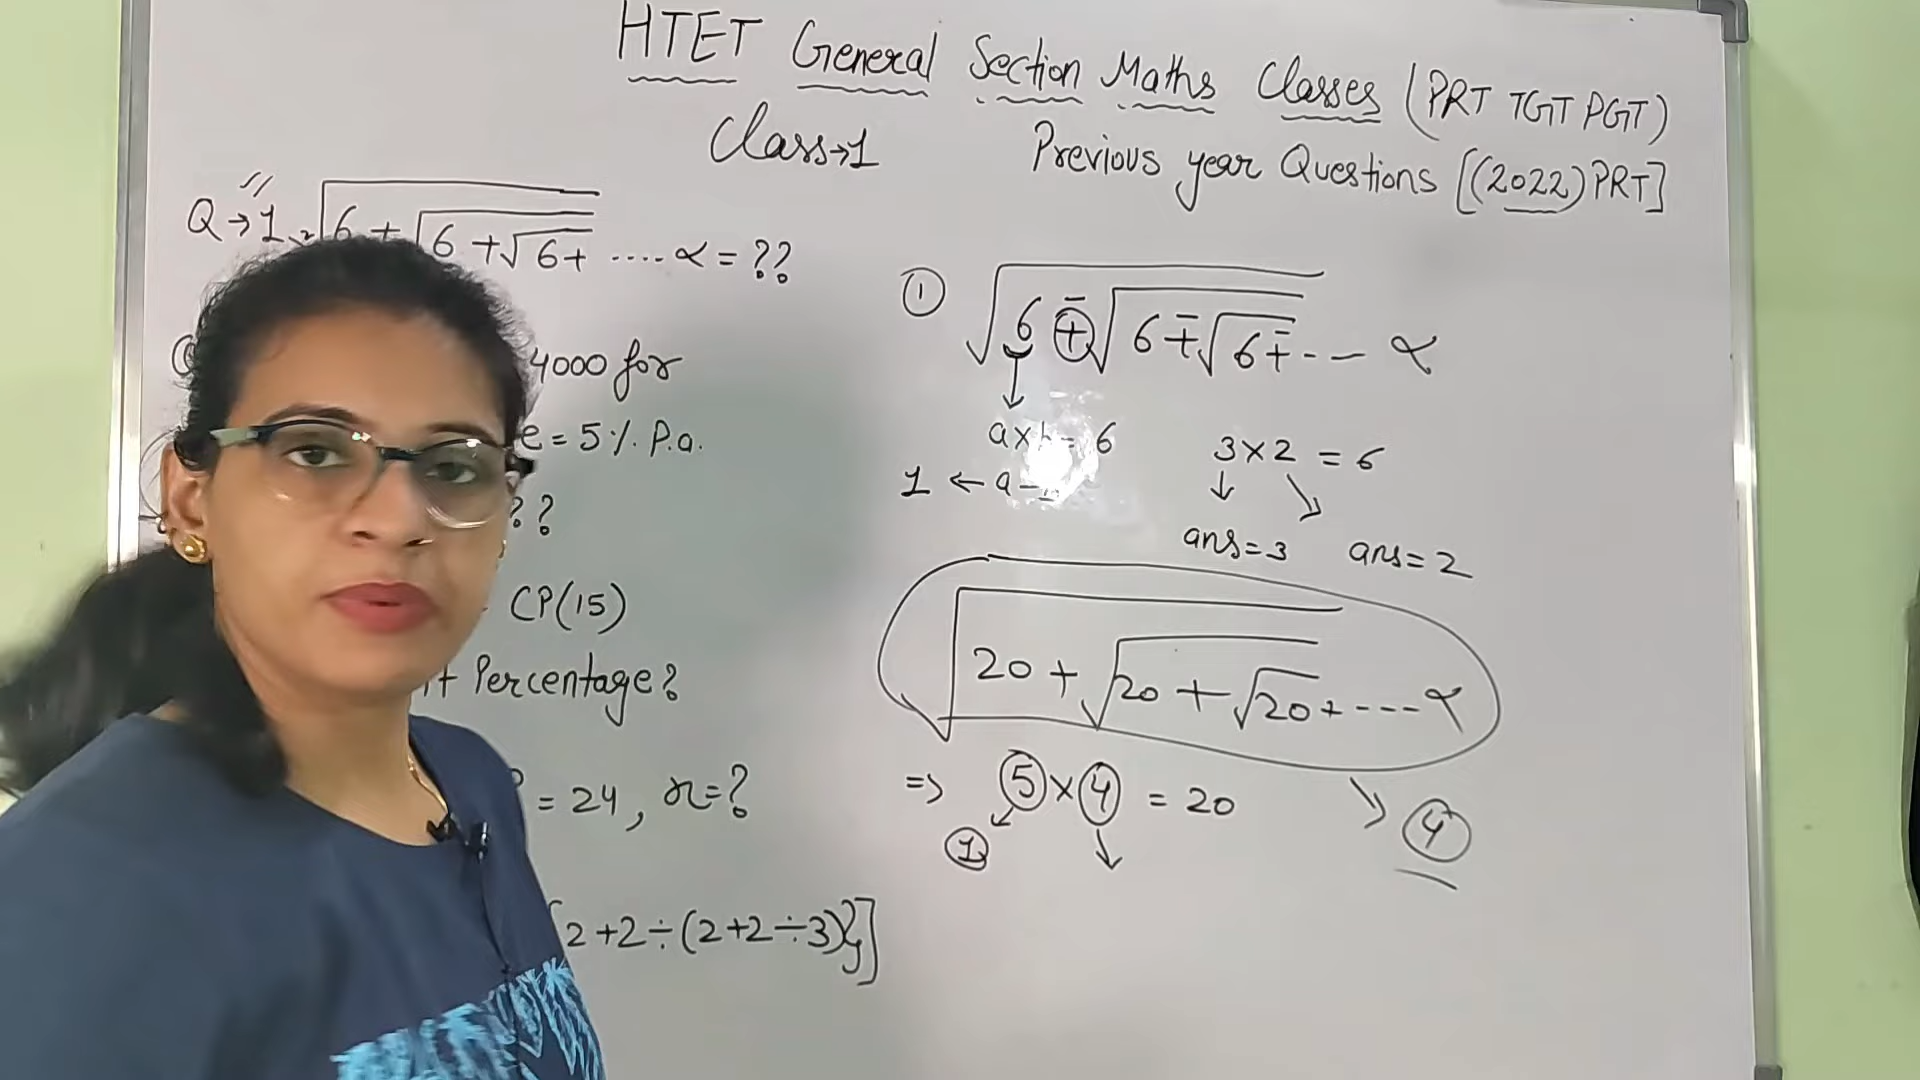 HTET General Section Maths Classes (PRT TGT PGT)
Class→1 Previous year Questions [(2022)PRT]
Q→1 √6+√6+√6+ ....∝ = ??
4000 for
= 5%. P.a.
??
CP(15)
Percentage?
= 24, n=?
2+2÷(2+2÷3)}]
① √6+√6∓√6∓--- ∝
a× = 6
1 ← a-
3×2 = 6
ans=3 ans=2
√20+√20+√20+---- ∝
⇒ 5×4 = 20
1
4